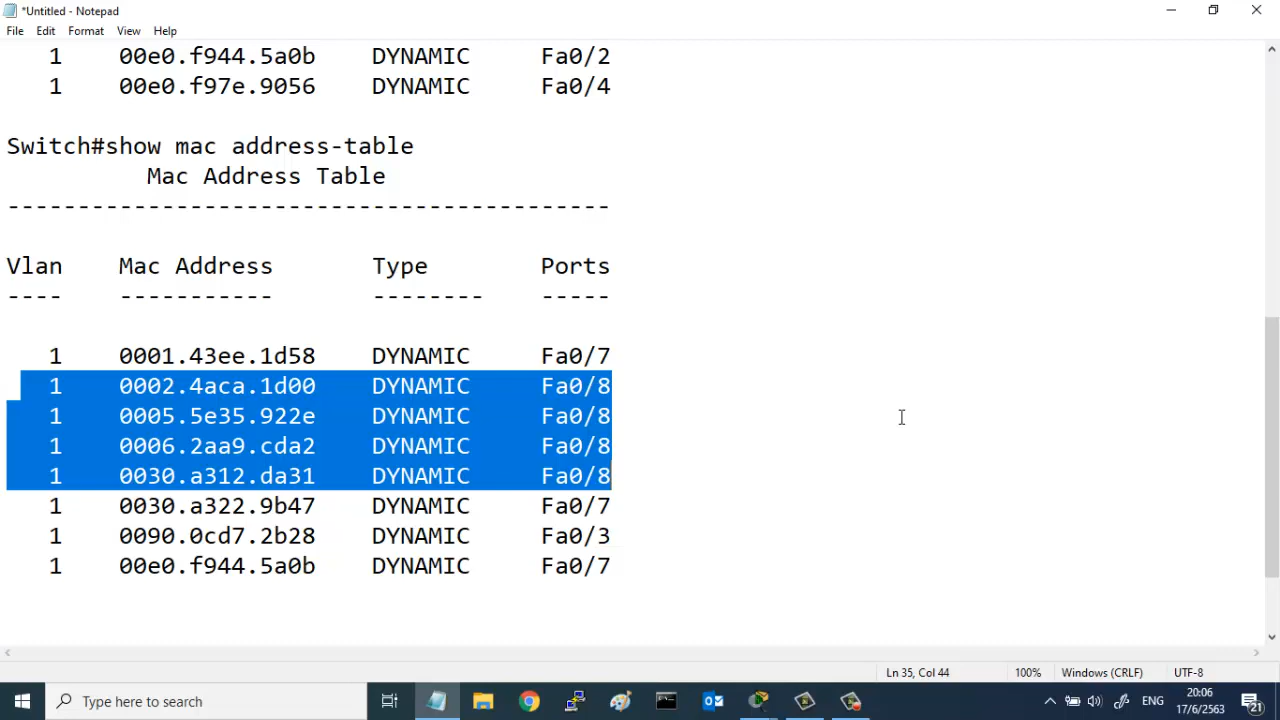 *Untitled - Notepad
File Edit Format View Help
1 00e0.f944.5a0b DYNAMIC Fa0/2
1 00e0.f97e.9056 DYNAMIC Fa0/4
Switch#show mac address-table
Mac Address Table
-------------------------------------------
Vlan Mac Address Type Ports
---- ----------- -------- -----
1 0001.43ee.1d58 DYNAMIC Fa0/7
1 0002.4aca.1d00 DYNAMIC Fa0/8
1 0005.5e35.922e DYNAMIC Fa0/8
1 0006.2aa9.cda2 DYNAMIC Fa0/8
1 0030.a312.da31 DYNAMIC Fa0/8
1 0030.a322.9b47 DYNAMIC Fa0/7
1 0090.0cd7.2b28 DYNAMIC Fa0/3
1 00e0.f944.5a0b DYNAMIC Fa0/7
Ln 35, Col 44 100% Windows (CRLF) UTF-8
Type here to search
ENG
20:06
17/6/2563
21